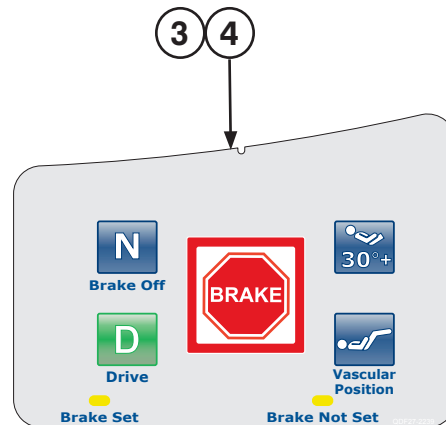 3 4
N
Brake Off
BRAKE
30°+
D
Drive
Vascular
Position
Brake Set
Brake Not Set